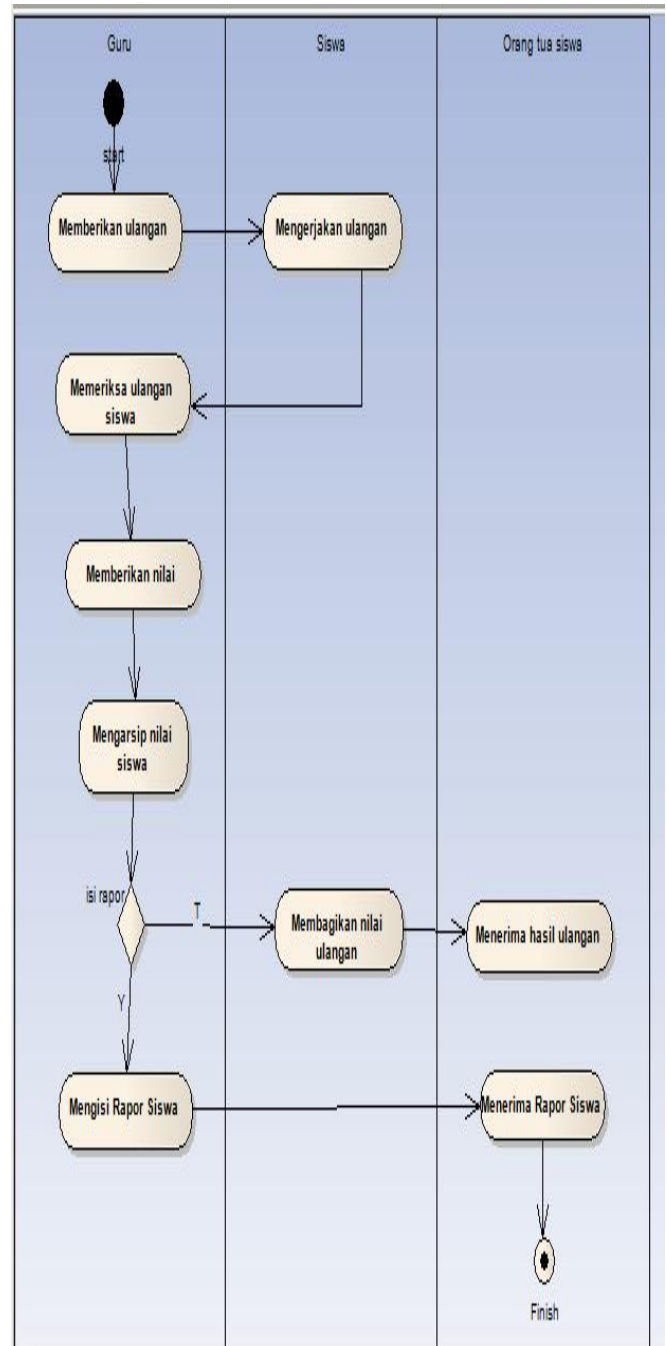 Guru
Siswa
Orang tua siswa
start
Memberikan ulangan
Mengerjakan ulangan
Memeriksa ulangan
siswa
Memberikan nilai
Mengarsip nilai
siswa
isi rapor
T
Membagikan nilai
ulangan
Menerima hasil ulangan
Y
Mengisi Rapor Siswa
Menerima Rapor Siswa
Finish